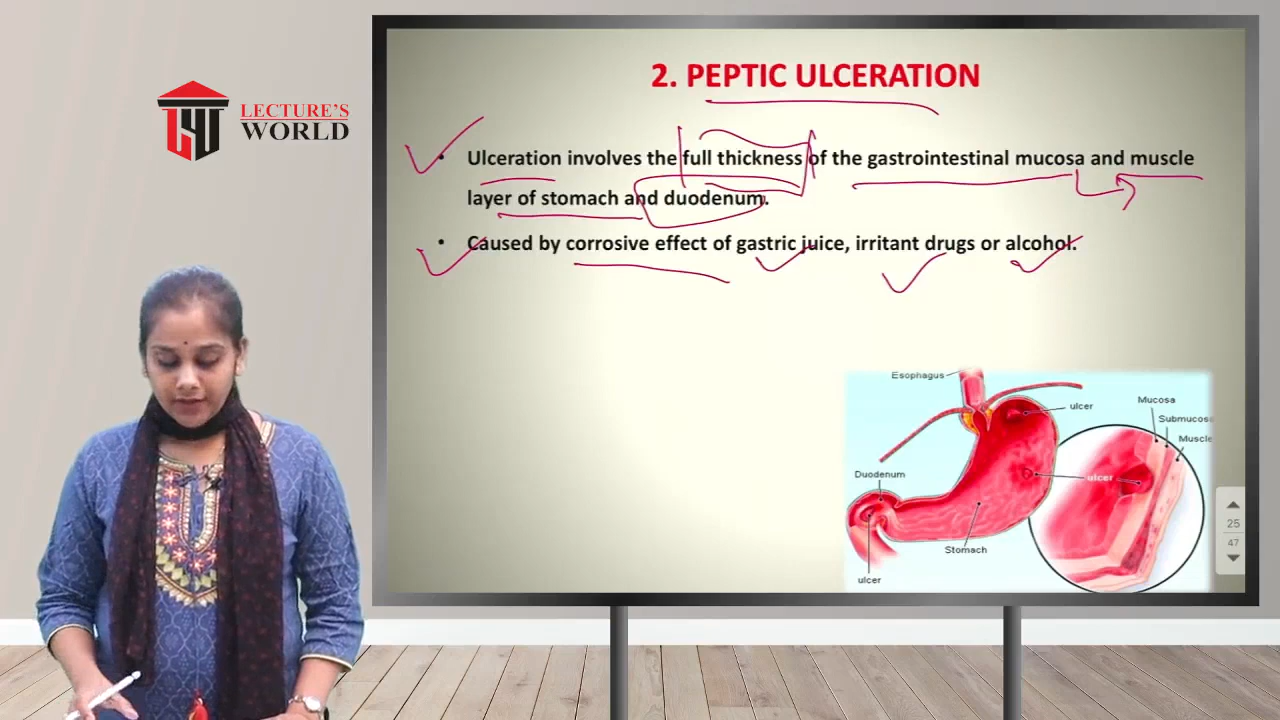 LECTURE'S
WORLD
2. PEPTIC ULCERATION
• Ulceration involves the full thickness of the gastrointestinal mucosa and muscle
layer of stomach and duodenum.
• Caused by corrosive effect of gastric juice, irritant drugs or alcohol.
Esophagus
ulcer
Mucosa
Submucosa
Muscle
Duodenum
ulcer
Stomach
ulcer
25
47